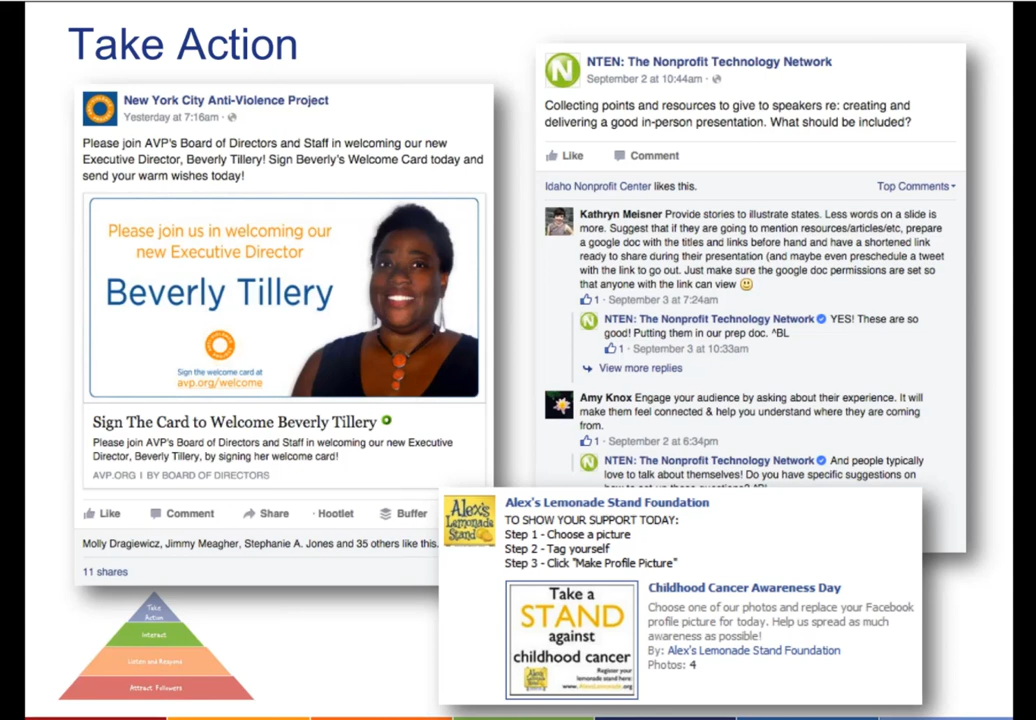 Take Action
New York City Anti-Violence Project
Yesterday at 7:16am ·
Please join AVP's Board of Directors and Staff in welcoming our new
Executive Director, Beverly Tillery! Sign Beverly's Welcome Card today and
send your warm wishes today!
Please join us in welcoming our
new Executive Director
Beverly Tillery
Sign the welcome card at
avp.org/welcome
Sign The Card to Welcome Beverly Tillery
Please join AVP's Board of Directors and Staff in welcoming our new Executive
Director, Beverly Tillery, by signing her welcome card!
AVP.ORG | BY BOARD OF DIRECTORS
Like Comment Share · Hootlet Buffer
Molly Dragiewicz, Jimmy Meagher, Stephanie A. Jones and 35 others like this.
11 shares
Take
Action
Interact
Listen and Respond
Attract Followers
N
NTEN: The Nonprofit Technology Network
September 2 at 10:44am ·
Collecting points and resources to give to speakers re: creating and
delivering a good in-person presentation. What should be included?
Like Comment
Idaho Nonprofit Center likes this. Top Comments
Kathryn Meisner Provide stories to illustrate states. Less words on a slide is
more. Suggest that if they are going to mention resources/articles/etc, prepare
a google doc with the titles and links before hand and have a shortened link
ready to share during their presentation (and maybe even preschedule a tweet
with the link to go out. Just make sure the google doc permissions are set so
that anyone with the link can view
1 · September 3 at 7:24am
N
NTEN: The Nonprofit Technology Network YES! These are so
good! Putting them in our prep doc. ^BL
1 · September 3 at 10:33am
View more replies
Amy Knox Engage your audience by asking about their experience. It will
make them feel connected & help you understand where they are coming
from.
1 · September 2 at 6:34pm
N
NTEN: The Nonprofit Technology Network And people typically
love to talk about themselves! Do you have specific suggestions on
Alex's
Lemonade
Stand
Alex's Lemonade Stand Foundation
TO SHOW YOUR SUPPORT TODAY:
Step 1 - Choose a picture
Step 2 - Tag yourself
Step 3 - Click "Make Profile Picture"
Take a
STAND
against
childhood cancer
Register your
lemonade stand here:
Childhood Cancer Awareness Day
Choose one of our photos and replace your Facebook
profile picture for today. Help us spread as much
awareness as possible!
By: Alex's Lemonade Stand Foundation
Photos: 4